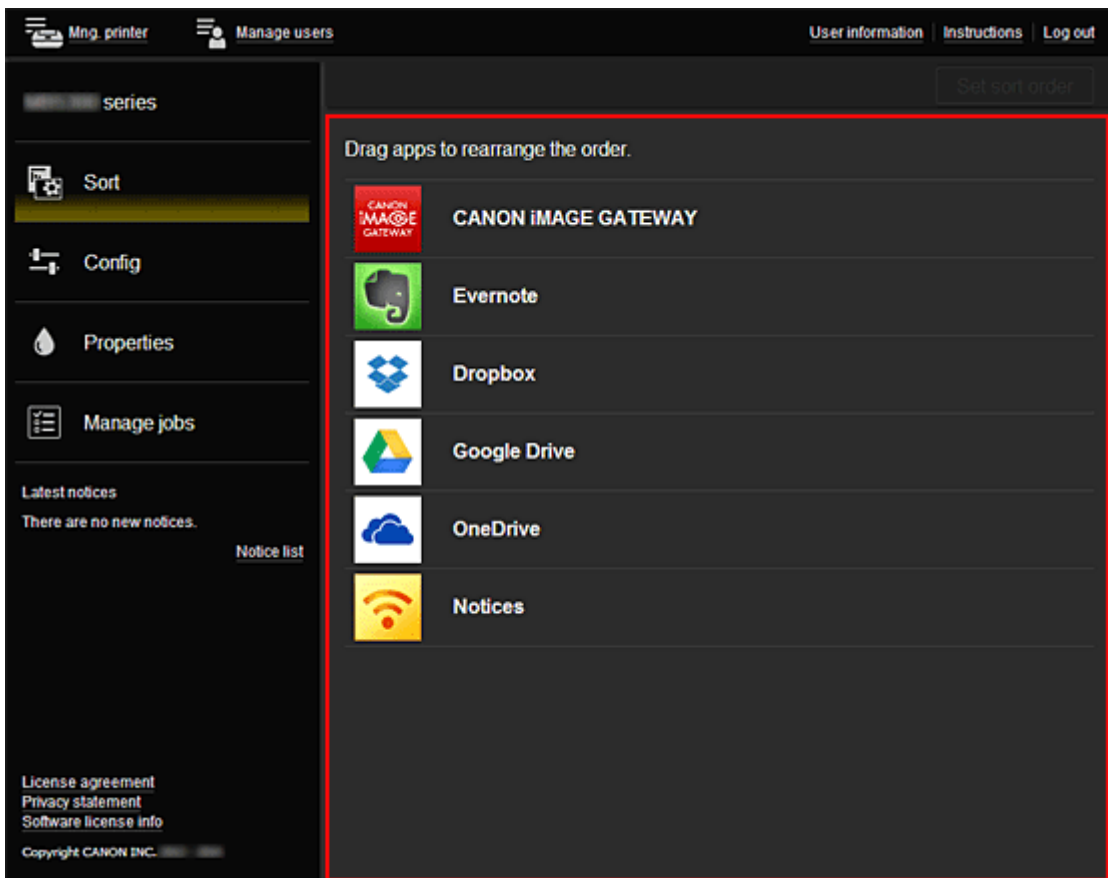 Mng. printer
Manage users
User information
Instructions
Log out
series
Set sort order
Sort
Config
Properties
Manage jobs
Latest notices
There are no new notices.
Notice list
License agreement
Privacy statement
Software license info
Copyright CANON INC.
Drag apps to rearrange the order.
CANON
iMAGE
GATEWAY
CANON iMAGE GATEWAY
Evernote
Dropbox
Google Drive
OneDrive
Notices